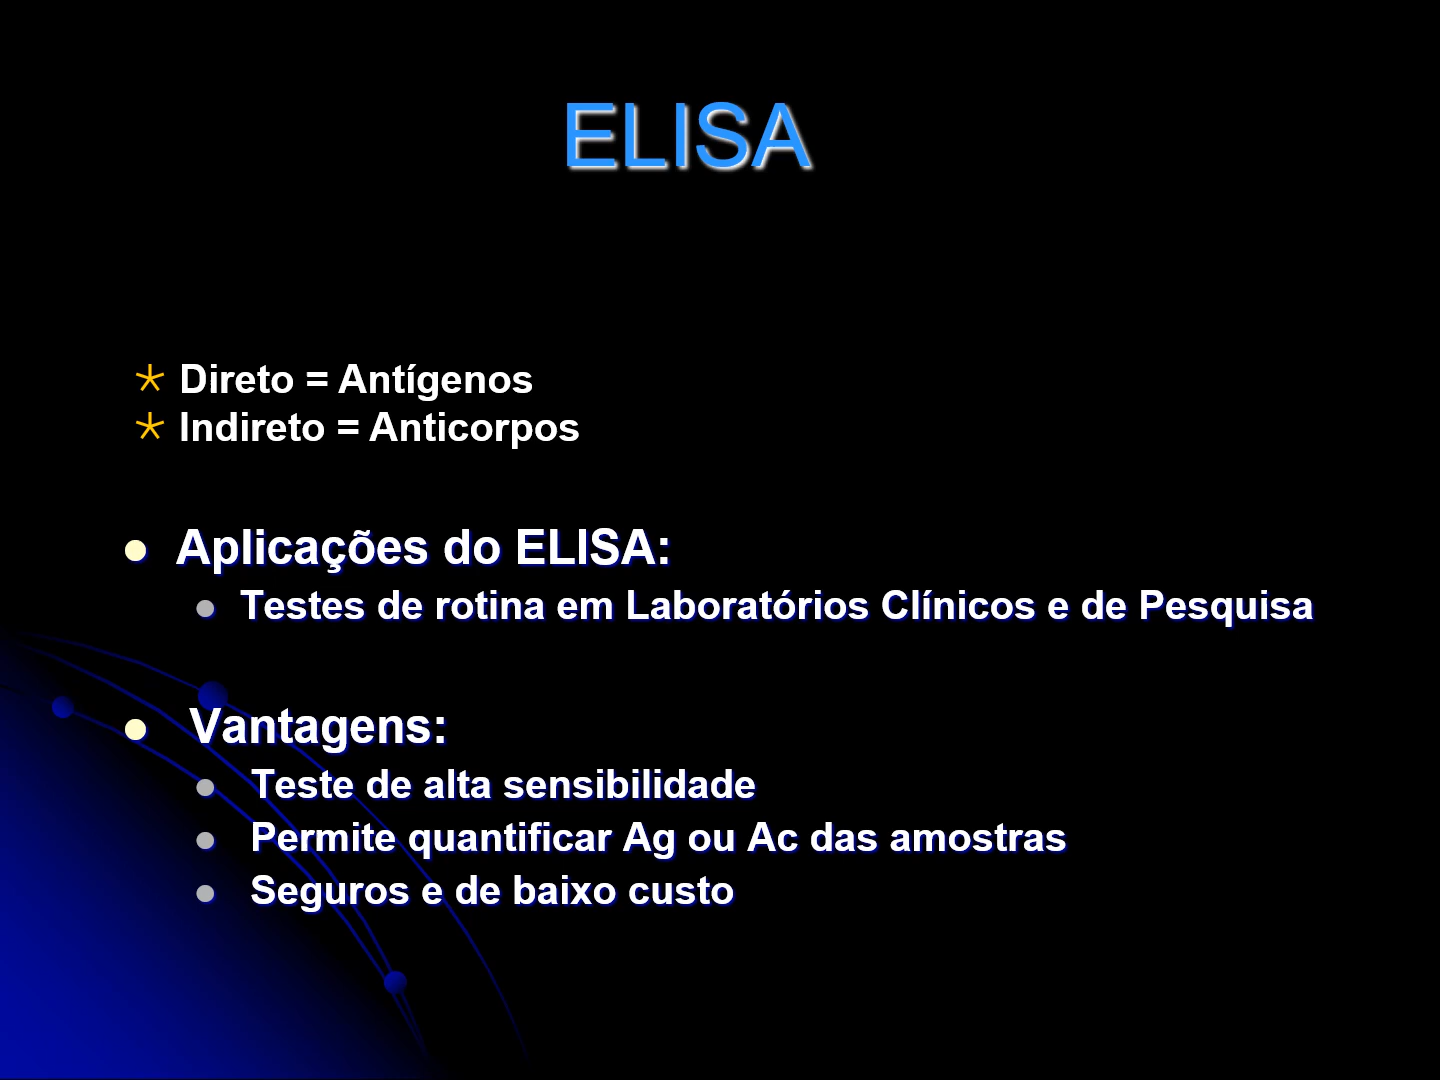 ELISA
Direto = Antígenos
Indireto = Anticorpos
Aplicações do ELISA:
Testes de rotina em Laboratórios Clínicos e de Pesquisa
Vantagens:
Teste de alta sensibilidade
Permite quantificar Ag ou Ac das amostras
Seguros e de baixo custo